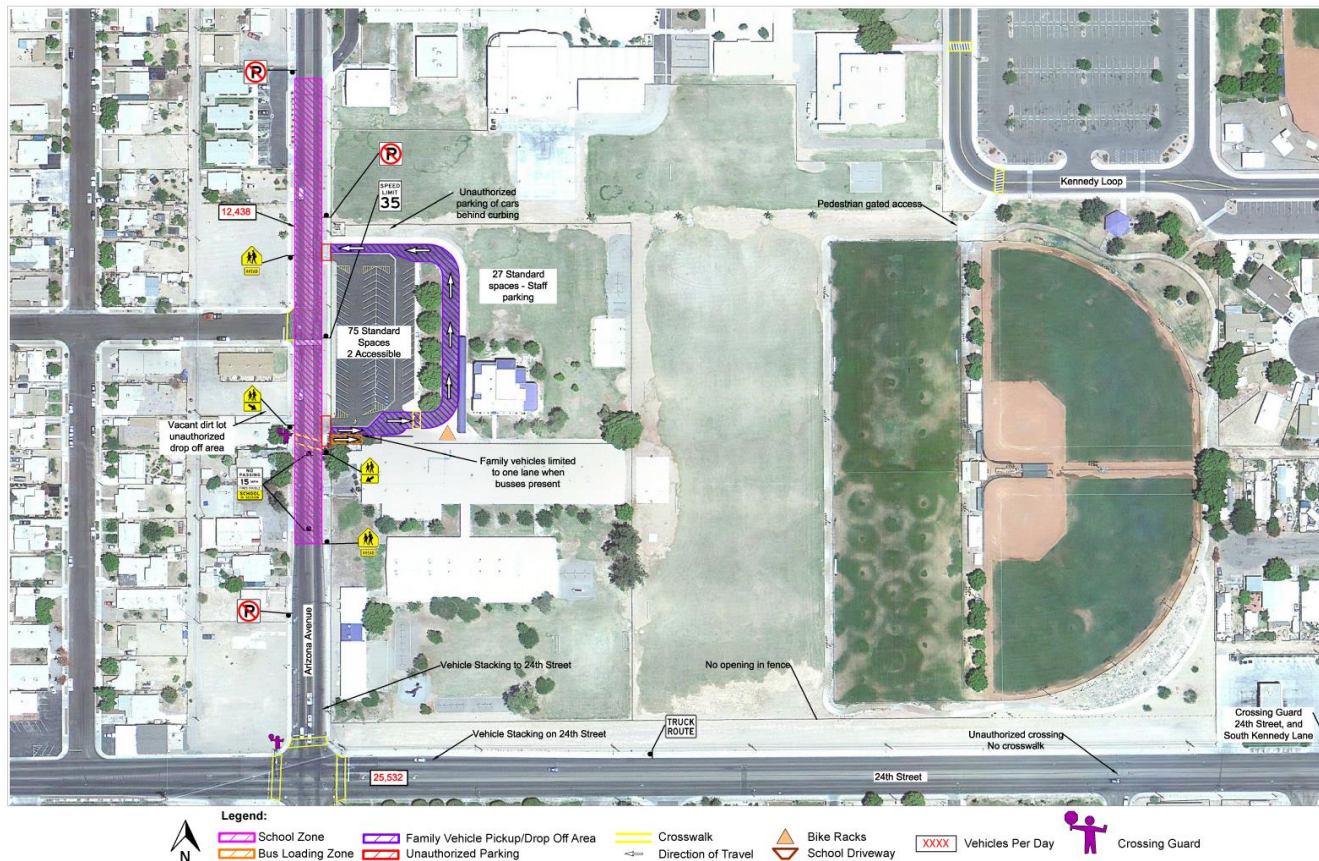 Kennedy Loop
Pedestrian gated access
SPEED
LIMIT
35
Unauthorized
parking of cars
behind curbing
12,438
AHEAD
27 Standard
spaces - Staff
parking
75 Standard
Spaces
2 Accessible
Vacant dirt lot
unauthorized
drop off area
Family vehicles limited
to one lane when
busses present
NO
PASSING
15 MPH
SCHOOL
AHEAD
Arizona Avenue
Vehicle Stacking to 24th Street
No opening in fence
TRUCK
ROUTE
Vehicle Stacking on 24th Street
Unauthorized crossing
No crosswalk
Crossing Guard
24th Street, and
South Kennedy Lane
25,532
24th Street
N
Legend:
School Zone
Bus Loading Zone
Family Vehicle Pickup/Drop Off Area
Unauthorized Parking
Crosswalk
Direction of Travel
Bike Racks
School Driveway
XXXX
Vehicles Per Day
Crossing Guard